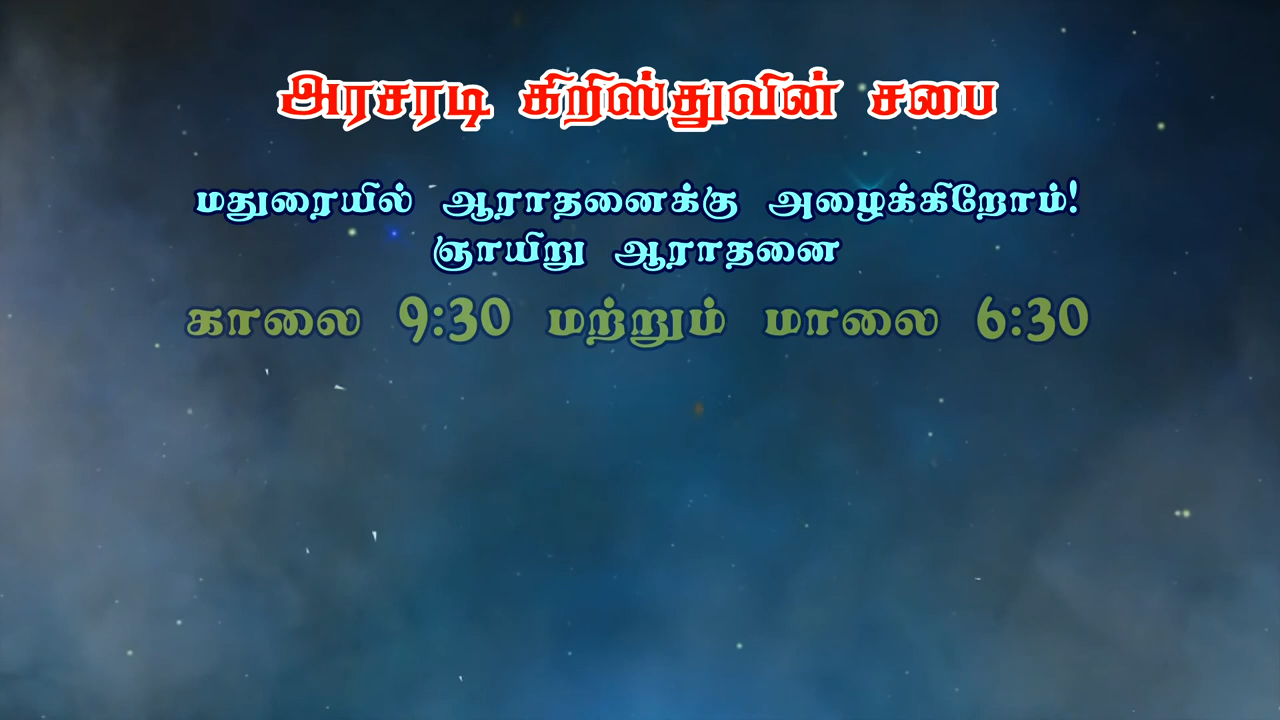 அரசரடி கிறிஸ்துவின் சபை
மதுரையில் ஆராதனைக்கு அழைக்கிறோம்!
ஞாயிறு ஆராதனை
காலை 9:30 மற்றும் மாலை 6:30